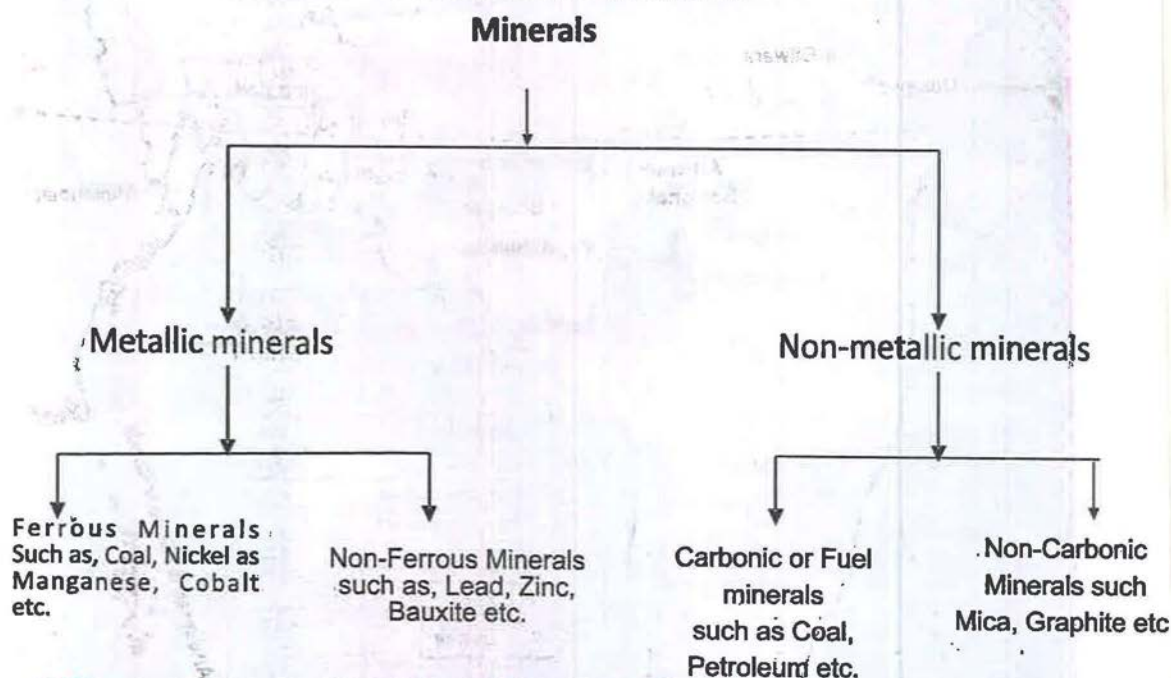 Minerals
Metallic minerals
Non-metallic minerals
Ferrous Minerals
Such as, Coal, Nickel as
Manganese, Cobalt
etc.
Non-Ferrous Minerals
such as, Lead, Zinc,
Bauxite etc.
Carbonic or Fuel
minerals
such as Coal,
Petroleum etc.
Non-Carbonic
Minerals such
Mica, Graphite etc